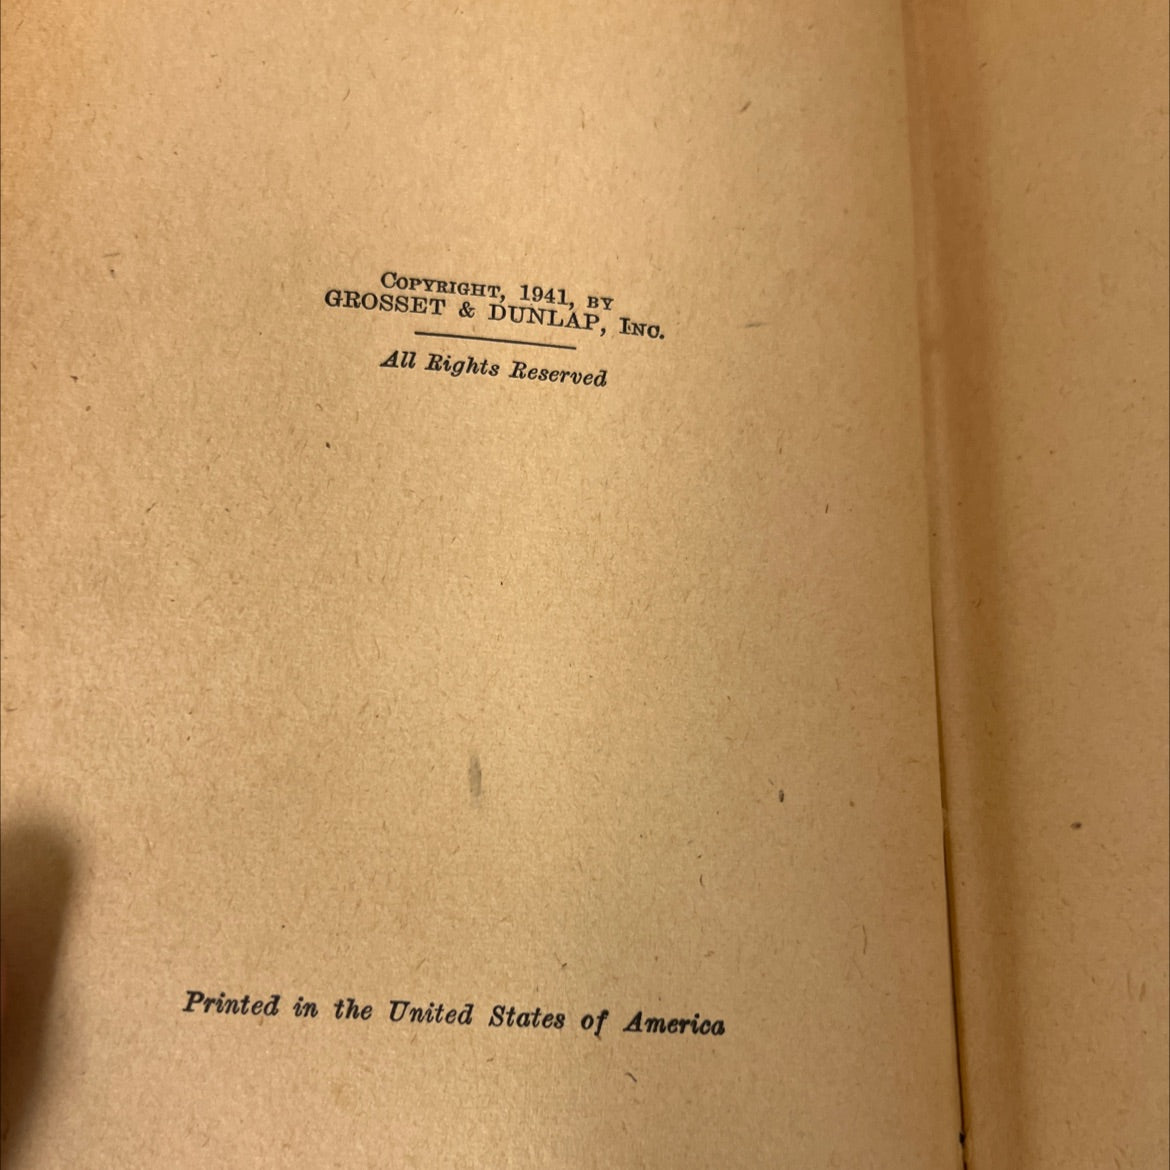 Copyright, 1941, by
GROSSET & DUNLAP, Inc.
All Rights Reserved
Printed in the United States of America